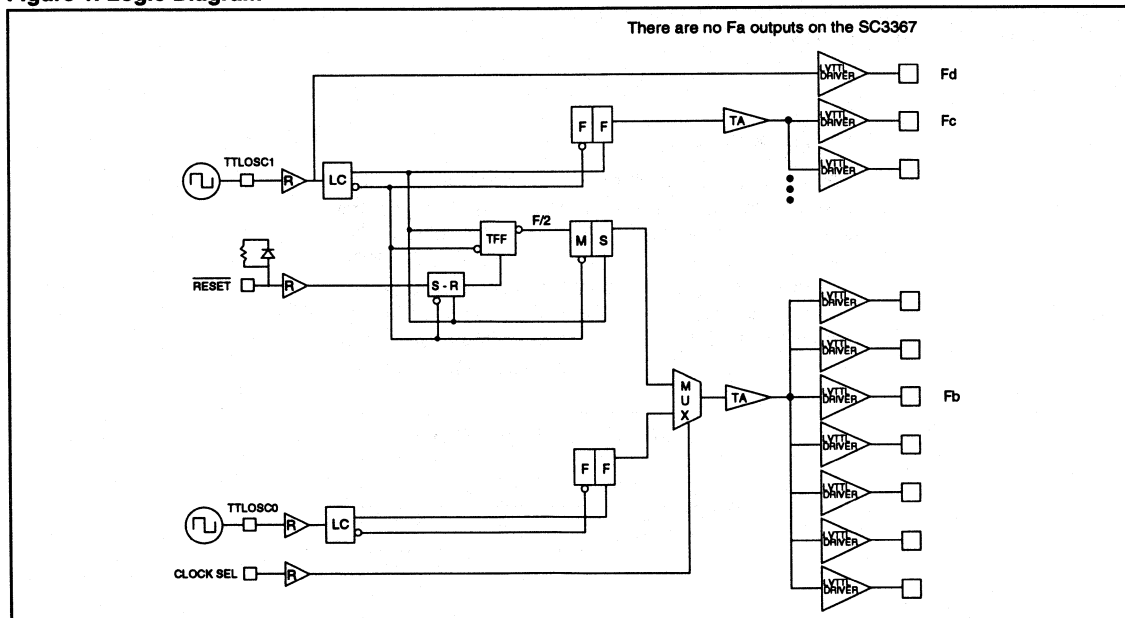 Figure 1. Logic Diagram
There are no Fa outputs on the SC3367
LVTTL
DRIVER
Fd
F F
TA
LVTTL
DRIVER
Fc
LVTTL
DRIVER
TTLOSC1
R
LC
F/2
TFF
M S
RESET
R
S - R
LVTTL
DRIVER
LVTTL
DRIVER
MUX
TA
LVTTL
DRIVER
Fb
LVTTL
DRIVER
F F
LVTTL
DRIVER
TTLOSC0
R
LC
LVTTL
DRIVER
CLOCK SEL
R
LVTTL
DRIVER